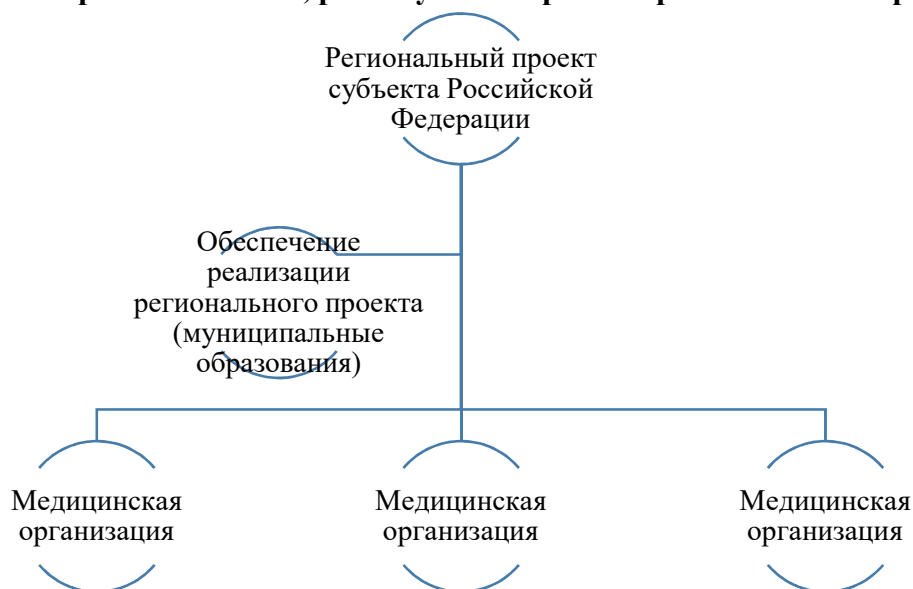 Региональный проект
субъекта Российской
Федерации
Обеспечение
реализации
регионального проекта
(муниципальные
образования)
Медицинская
организация
Медицинская
организация
Медицинская
организация